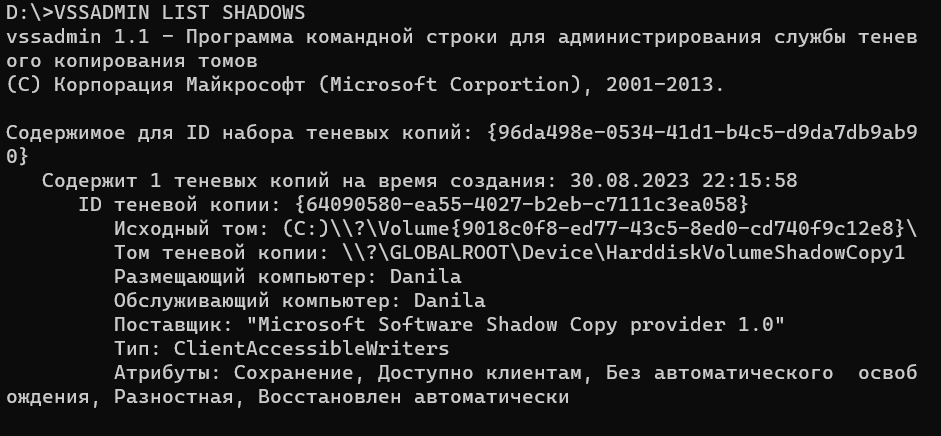 D:\>VSSADMIN LIST SHADOWS
vssadmin 1.1 – Программа командной строки для администрирования службы тенев
ого копирования томов
(C) Корпорация Майкрософт (Microsoft Corportion), 2001-2013.
Содержимое для ID набора теневых копий: {96da498e-0534-41d1-b4c5-d9da7db9ab9
0}
Содержит 1 теневых копий на время создания: 30.08.2023 22:15:58
ID теневой копии: {64090580-ea55-4027-b2eb-c7111c3ea058}
Исходный том: (C:)\\?\Volume{9018c0f8-ed77-43c5-8ed0-cd740f9c12e8}\
Том теневой копии: \\?\GLOBALROOT\Device\HarddiskVolumeShadowCopy1
Размещающий компьютер: Danila
Обслуживающий компьютер: Danila
Поставщик: "Microsoft Software Shadow Copy provider 1.0"
Тип: ClientAccessibleWriters
Атрибуты: Сохранение, Доступно клиентам, Без автоматического  освоб
ождения, Разностная, Восстановлен автоматически